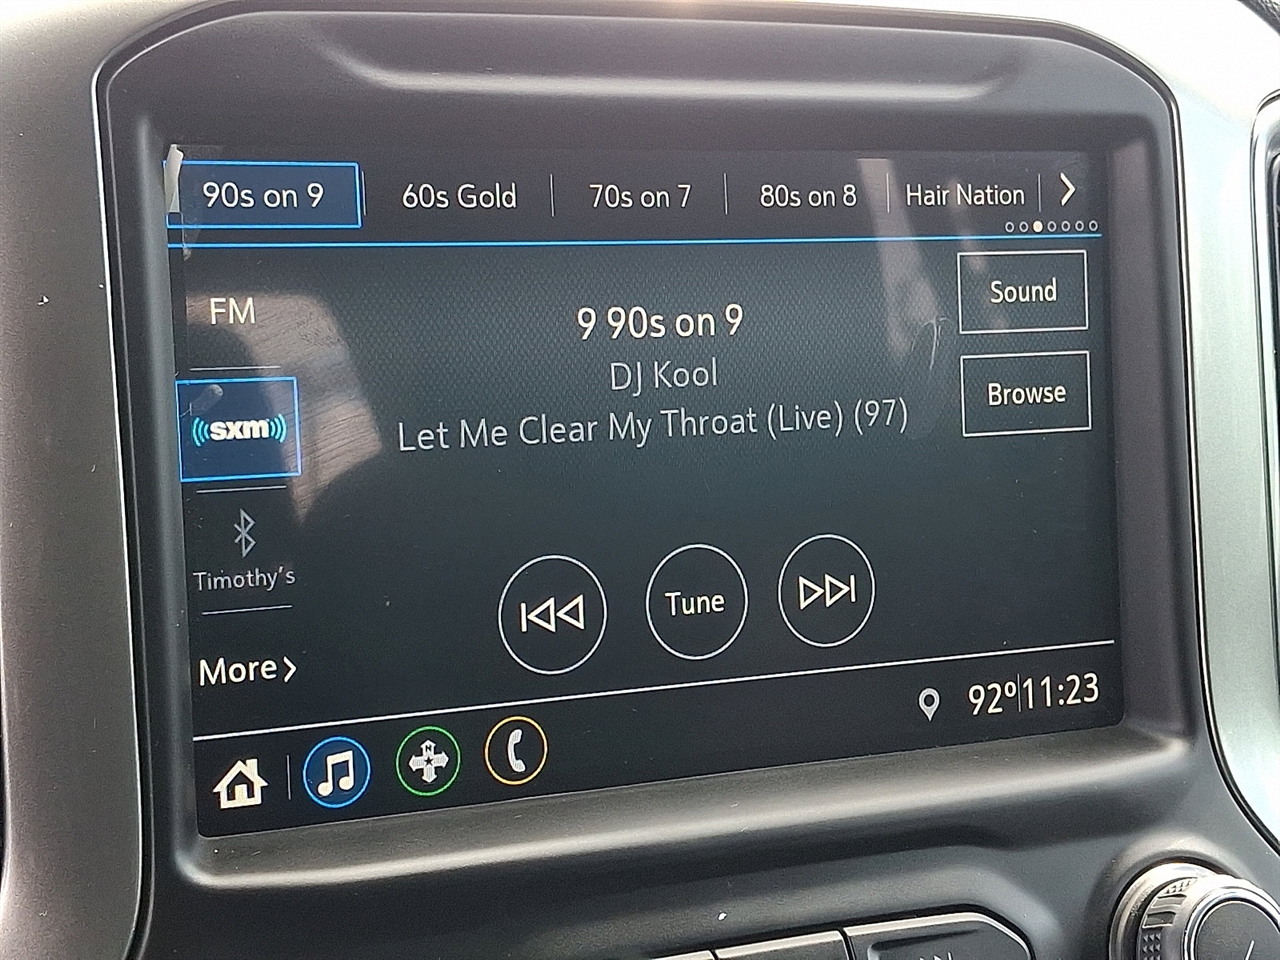 90s on 9
60s Gold
70s on 7
80s on 8
Hair Nation
FM
Sound
9 90s on 9
DJ Kool
Browse
Let Me Clear My Throat (Live) (97)
((sxm))
Timothy's
Tune
More
92° 11:23
N